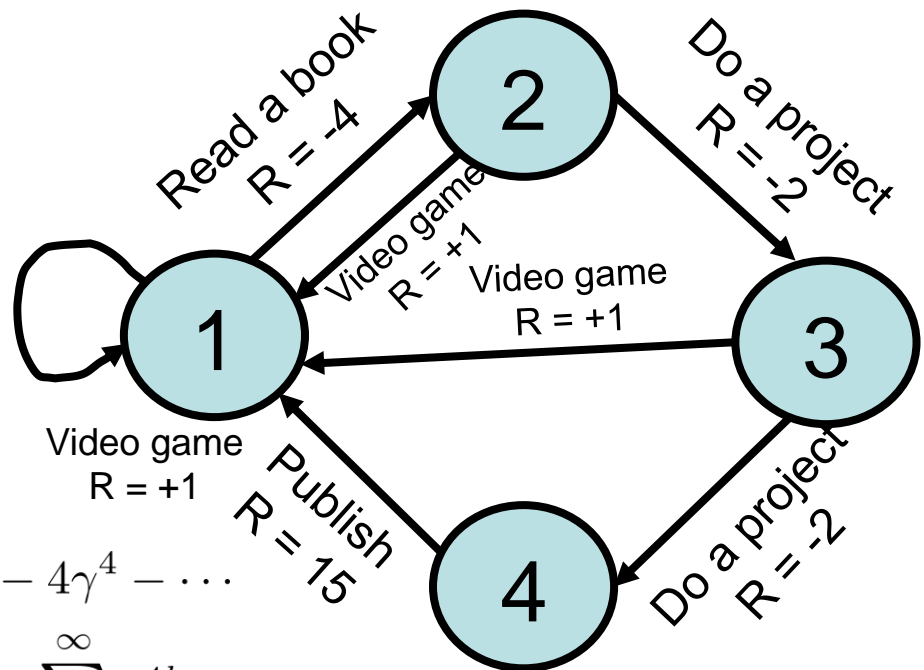 2
Read a book
R = -4
Do a project
R = -2
Video game
R = +1
Video game
R = +1
1
3
Video game
R = +1
Publish
R = 15
4
Do a project
R = -2
− 4γ⁴ − ⋯
∞